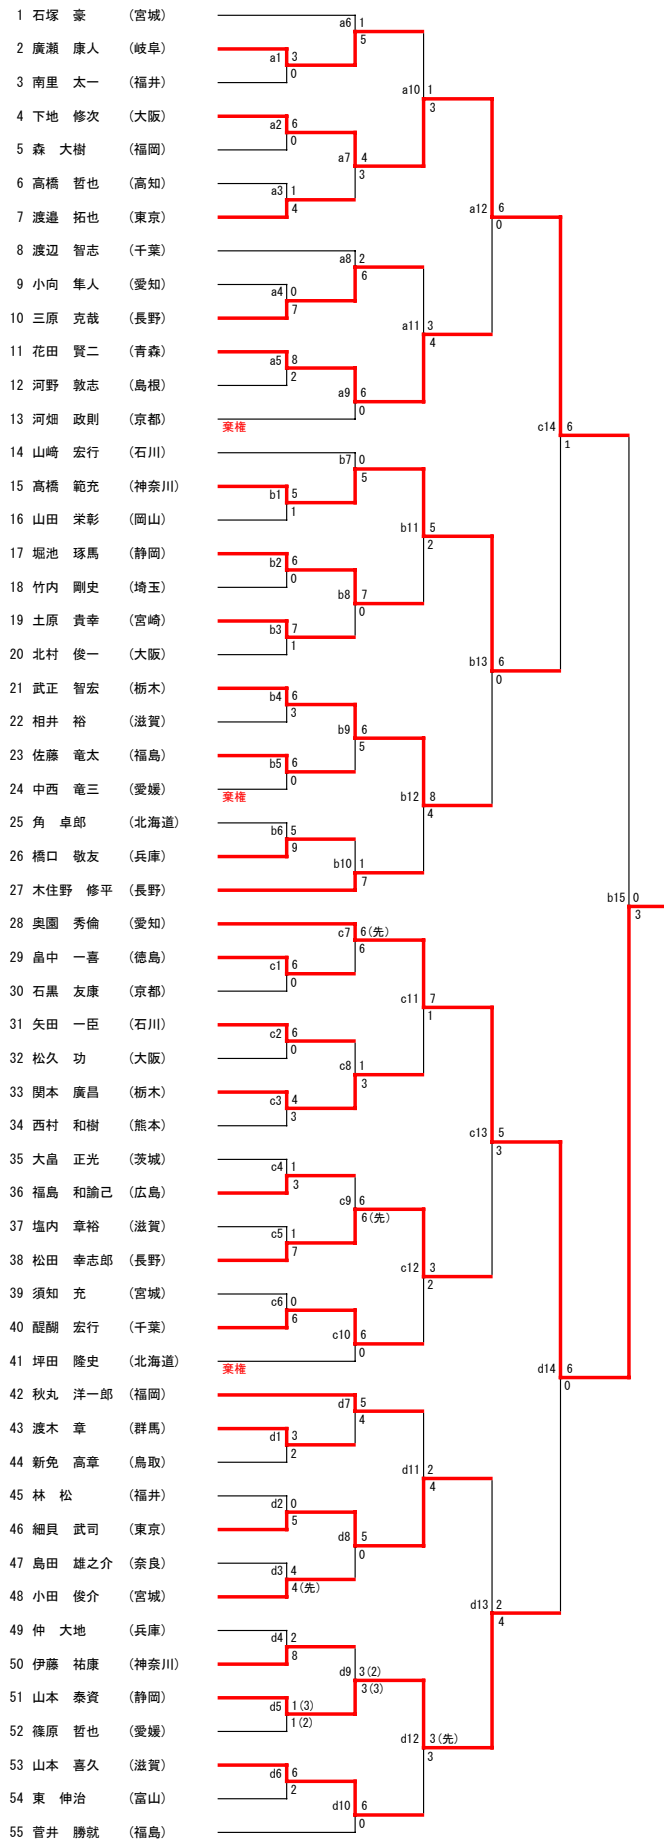 1 石塚 豪 (宮城)
a6 1
5
2 廣瀬 康人 (岐阜)
a1 3
0
3 南里 太一 (福井)
a10 1
3
4 下地 修次 (大阪)
a2 6
0
5 森 大樹 (福岡)
a7 4
3
6 高橋 哲也 (高知)
a3 1
4
7 渡邉 拓也 (東京)
a12 6
0
8 渡辺 智志 (千葉)
a8 2
6
9 小向 隼人 (愛知)
a4 0
7
10 三原 克哉 (長野)
a11 3
4
11 花田 賢二 (青森)
a5 8
2
12 河野 敦志 (島根)
a9 6
0
13 河畑 政則 (京都)
棄権
c14 6
1
14 山﨑 宏行 (石川)
b7 0
5
15 髙橋 範充 (神奈川)
b1 5
1
16 山田 栄彰 (岡山)
b11 5
2
17 堀池 琢馬 (静岡)
b2 6
0
18 竹内 剛史 (埼玉)
b8 7
0
19 土原 貴幸 (宮崎)
b3 7
1
20 北村 俊一 (大阪)
b13 6
0
21 武正 智宏 (栃木)
b4 6
3
22 相井 裕 (滋賀)
b9 6
5
23 佐藤 竜太 (福島)
b5 6
0
24 中西 竜三 (愛媛)
棄権
b12 8
4
25 角 卓郎 (北海道)
b6 5
9
26 橋口 敬友 (兵庫)
b10 1
7
27 木住野 修平 (長野)
b15 0
3
28 奥園 秀倫 (愛知)
c7 6(先)
6
29 畠中 一喜 (徳島)
c1 6
0
30 石黒 友康 (京都)
c11 7
1
31 矢田 一臣 (石川)
c2 6
0
32 松久 功 (大阪)
c8 1
3
33 関本 廣昌 (栃木)
c3 4
3
34 西村 和樹 (熊本)
c13 5
3
35 大畠 正光 (茨城)
c4 1
3
36 福島 和諭己 (広島)
c9 6
6(先)
37 塩内 章裕 (滋賀)
c5 1
7
38 松田 幸志郎 (長野)
c12 3
2
39 須知 充 (宮城)
c6 0
6
40 醍醐 宏行 (千葉)
c10 6
0
41 坪田 隆史 (北海道)
棄権
d14 6
0
42 秋丸 洋一郎 (福岡)
d7 5
4
43 渡木 章 (群馬)
d1 3
2
44 新免 高章 (鳥取)
d11 2
4
45 林 松 (福井)
d2 0
5
46 細貝 武司 (東京)
d8 5
0
47 島田 雄之介 (奈良)
d3 4
4(先)
48 小田 俊介 (宮城)
d13 2
4
49 仲 大地 (兵庫)
d4 2
8
50 伊藤 祐康 (神奈川)
d9 3(2)
3(3)
51 山本 泰資 (静岡)
d5 1(3)
1(2)
52 篠原 哲也 (愛媛)
d12 3(先)
3
53 山本 喜久 (滋賀)
d6 6
2
54 東 伸治 (富山)
d10 6
0
55 菅井 勝就 (福島)